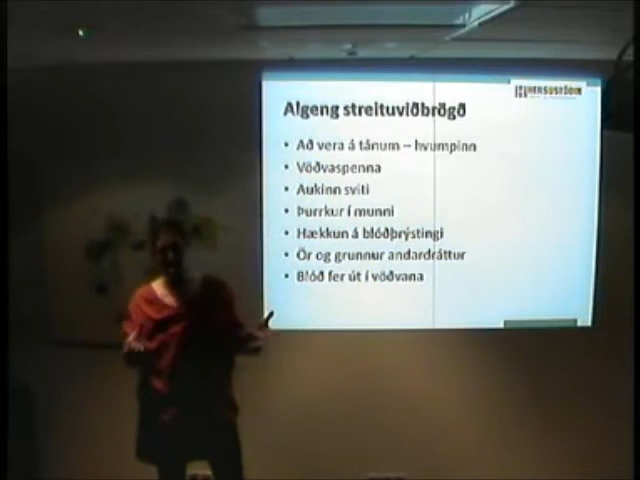 Algeng streituviðbrögð
• Að vera á tánum – hvumpinn
• Vöðvaspenna
• Aukinn sviti
• Þurrkur í munni
• Hækkun á blóðþrýstingi
• Ör og grunnur andardráttur
• Blóð fer út í vöðvana